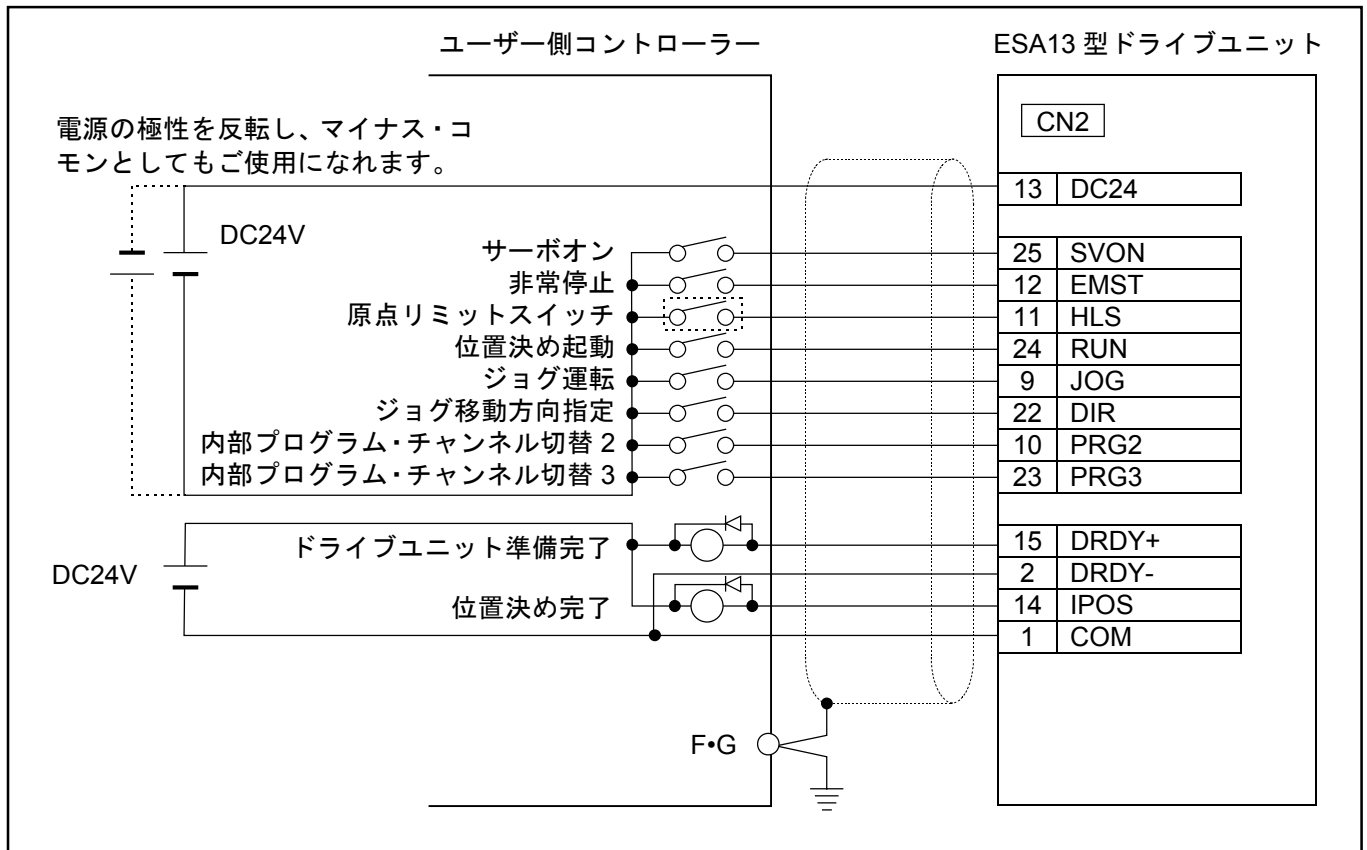 ユーザー側コントローラー
ESA13 型ドライブユニット
CN2
電源の極性を反転し、マイナス・コ
モンとしてもご使用になれます。
13 DC24
DC24V
サーボオン 25 SVON
非常停止 12 EMST
原点リミットスイッチ 11 HLS
位置決め起動 24 RUN
ジョグ運転 9 JOG
ジョグ移動方向指定 22 DIR
内部プログラム・チャンネル切替 2 10 PRG2
内部プログラム・チャンネル切替 3 23 PRG3
ドライブユニット準備完了 15 DRDY+
DC24V
2 DRDY-
位置決め完了 14 IPOS
1 COM
F•G